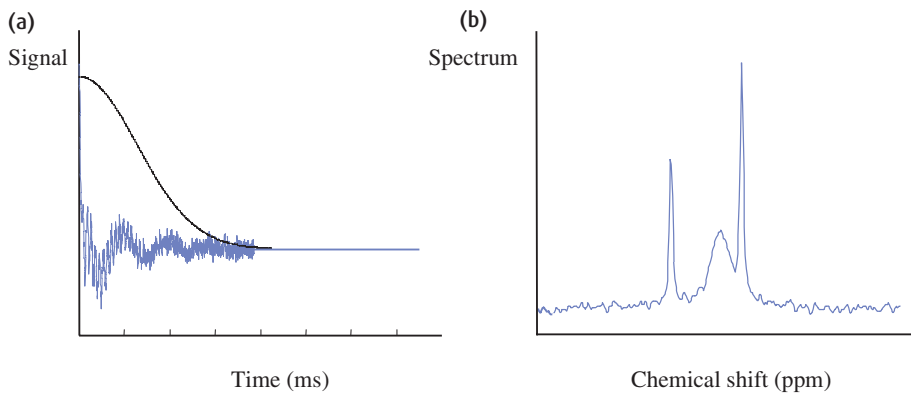 (a)
Signal
Time (ms)
(b)
Spectrum
Chemical shift (ppm)